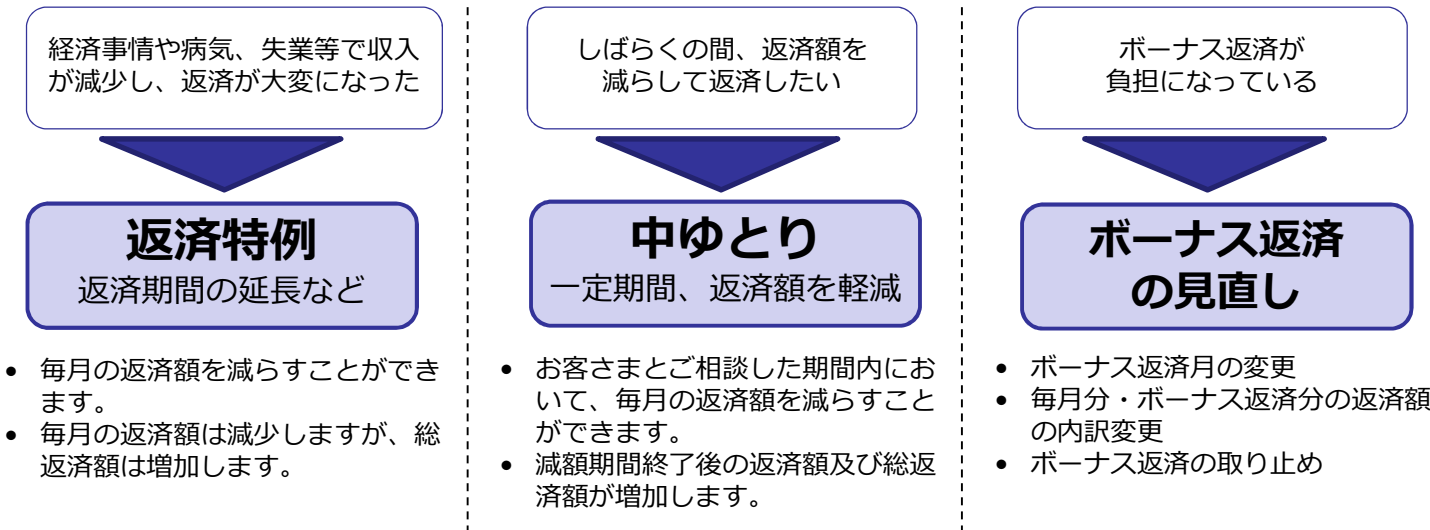 経済事情や病気、失業等で収入
が減少し、返済が大変になった
返済特例
返済期間の延長など
• 毎月の返済額を減らすことができ
ます。
• 毎月の返済額は減少しますが、総
返済額は増加します。
しばらくの間、返済額を
減らして返済したい
中ゆとり
一定期間、返済額を軽減
• お客さまとご相談した期間内にお
いて、毎月の返済額を減らすこと
ができます。
• 減額期間終了後の返済額及び総返
済額が増加します。
ボーナス返済が
負担になっている
ボーナス返済
の見直し
• ボーナス返済月の変更
• 毎月分・ボーナス返済分の返済額
の内訳変更
• ボーナス返済の取り止め